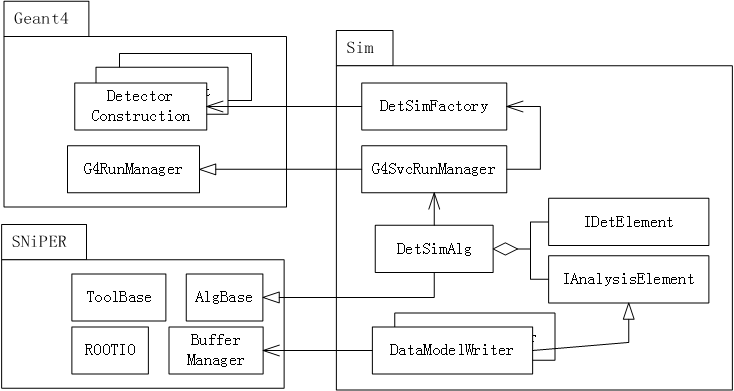 Geant4
Detector
Construction
G4RunManager
Sim
DetSimFactory
G4SvcRunManager
DetSimAlg
IDetElement
IAnalysisElement
DataModelWriter
SNiPER
ToolBase
AlgBase
ROOTIO
Buffer
Manager